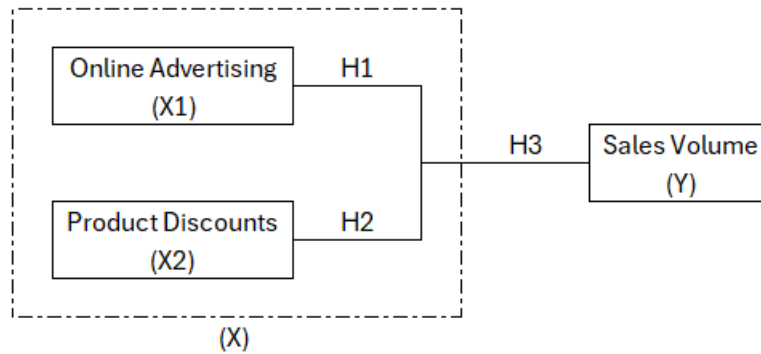 Online Advertising
(X1)
H1
H3
Sales Volume
(Y)
Product Discounts
(X2)
H2
(X)